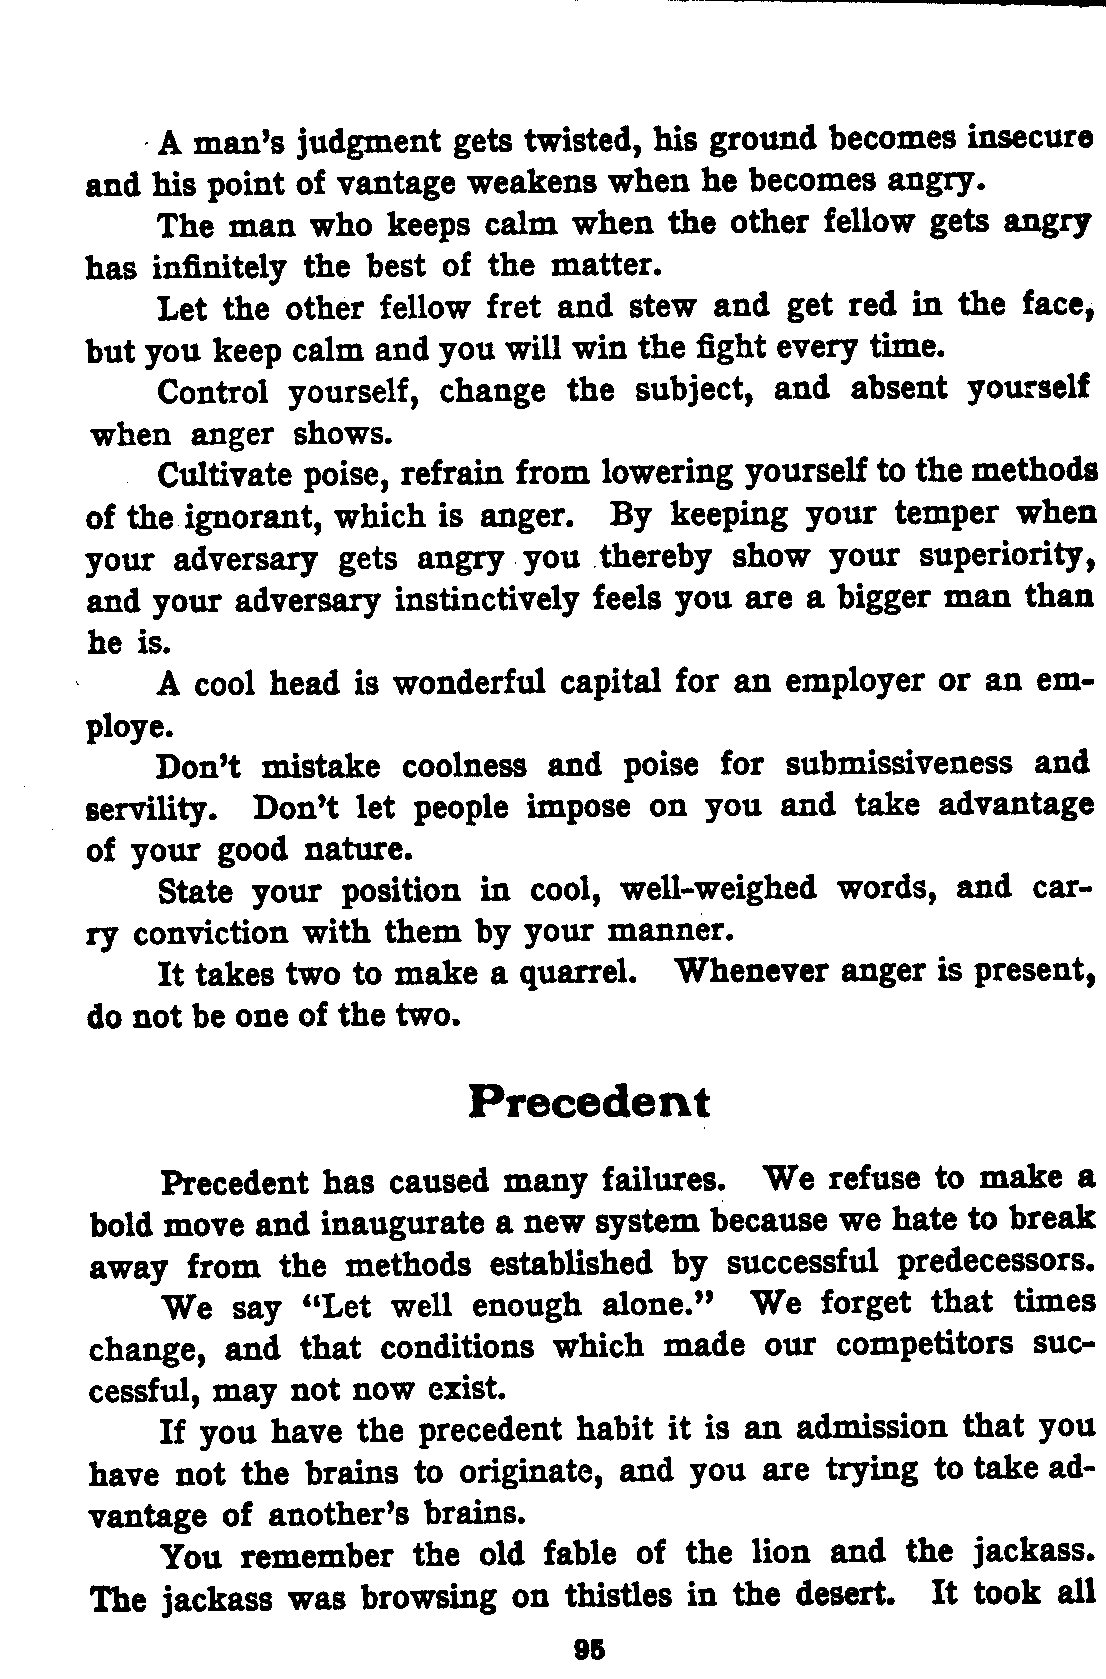 A man's judgment gets twisted, his ground becomes insecure
and his point of vantage weakens when he becomes angry.
The man who keeps calm when the other fellow gets angry
has infinitely the best of the matter.
Let the other fellow fret and stew and get red in the face,
but you keep calm and you will win the fight every time.
Control yourself, change the subject, and absent yourself
when anger shows.
Cultivate poise, refrain from lowering yourself to the methods
of the ignorant, which is anger. By keeping your temper when
your adversary gets angry you thereby show your superiority,
and your adversary instinctively feels you are a bigger man than
he is.
A cool head is wonderful capital for an employer or an em-
ploye.
Don't mistake coolness and poise for submissiveness and
servility. Don't let people impose on you and take advantage
of your good nature.
State your position in cool, well-weighed words, and car-
ry conviction with them by your manner.
It takes two to make a quarrel. Whenever anger is present,
do not be one of the two.
Precedent
Precedent has caused many failures. We refuse to make a
bold move and inaugurate a new system because we hate to break
away from the methods established by successful predecessors.
We say "Let well enough alone." We forget that times
change, and that conditions which made our competitors suc-
cessful, may not now exist.
If you have the precedent habit it is an admission that you
have not the brains to originate, and you are trying to take ad-
vantage of another's brains.
You remember the old fable of the lion and the jackass.
The jackass was browsing on thistles in the desert. It took all
95